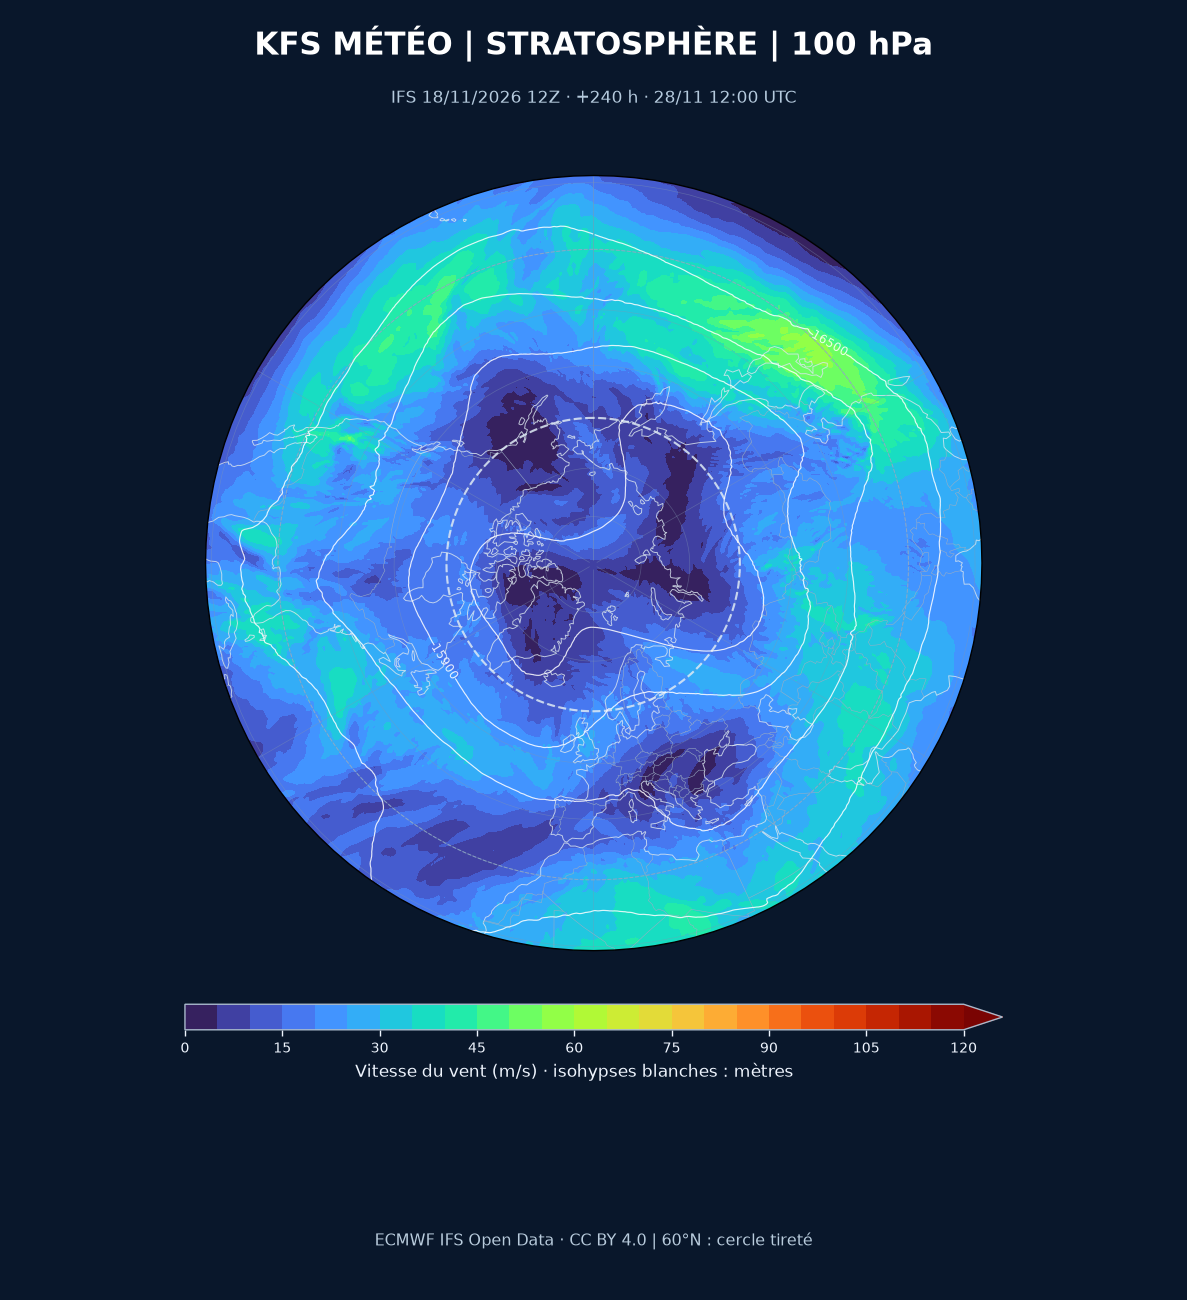 KFS MÉTÉO | STRATOSPHÈRE | 100 hPa
IFS 18/11/2026 12Z · +240 h · 28/11 12:00 UTC
16500
15900
0 15 30 45 60 75 90 105 120
Vitesse du vent (m/s) · isohypses blanches : mètres
ECMWF IFS Open Data · CC BY 4.0 | 60°N : cercle tireté